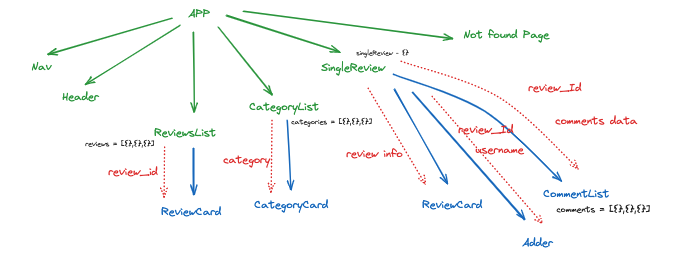 APP
Not found Page
Nav
Header
singleReview - {}
SingleReview
review_Id
CategoryList
categories = [{},{},{}]
comments data
ReviewsList
reviews = [{},{},{}]
review_Id
username
review info
category
review_id
CommentList
comments = [{},{},{}]
ReviewCard
CategoryCard
ReviewCard
Adder